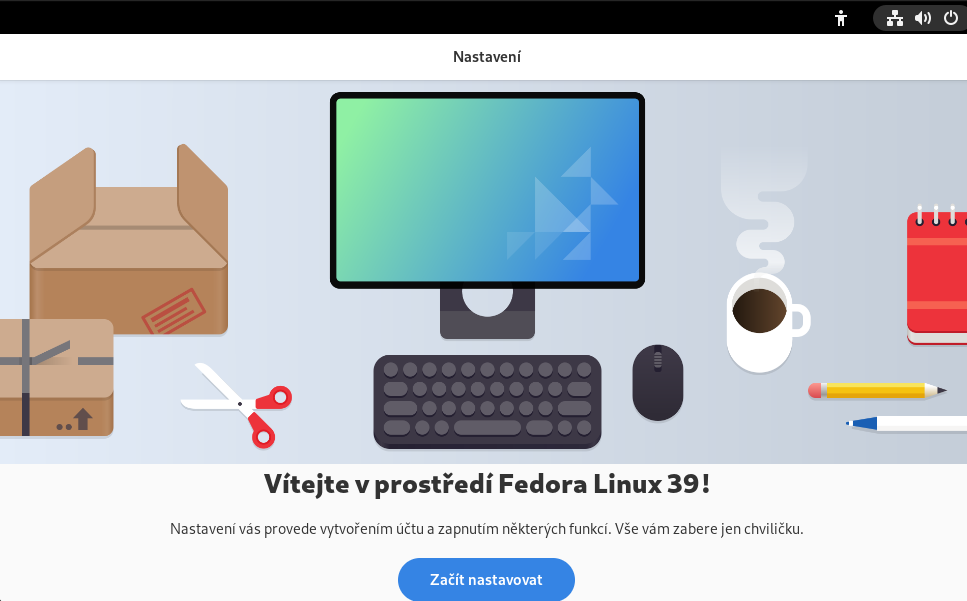 Nastavení
Vítejte v prostředí Fedora Linux 39!
Nastavení vás provede vytvořením účtu a zapnutím některých funkcí. Vše vám zabere jen chviličku.
Začít nastavovat